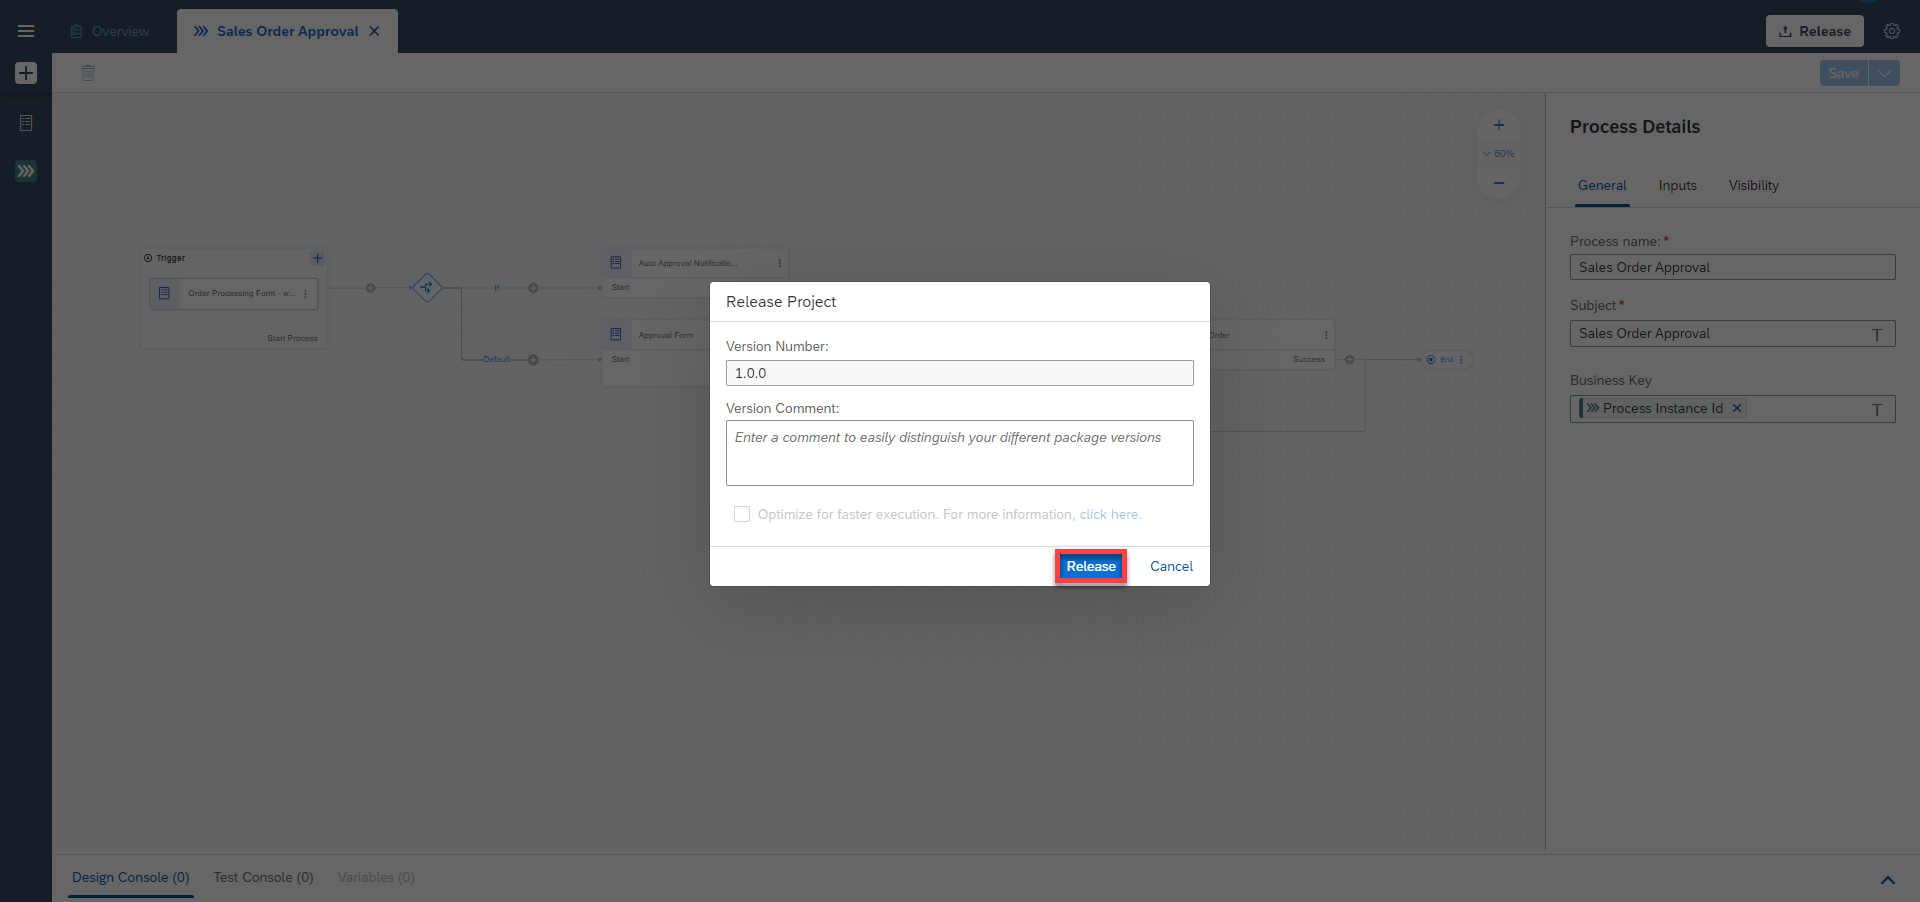 Overview
Sales Order Approval
Release
Save
60%
Process Details
General Inputs Visibility
Process name: *
Sales Order Approval
Subject *
Sales Order Approval
Business Key
Process Instance Id
Trigger
Order Processing Form - w...
Start Process
If
Default
Auto Approval Notificatio...
Start
Approval Form
Start
Order
Success
End
Release Project
Version Number:
1.0.0
Version Comment:
Enter a comment to easily distinguish your different package versions
Optimize for faster execution. For more information, click here.
Release
Cancel
Design Console (0) Test Console (0) Variables (0)